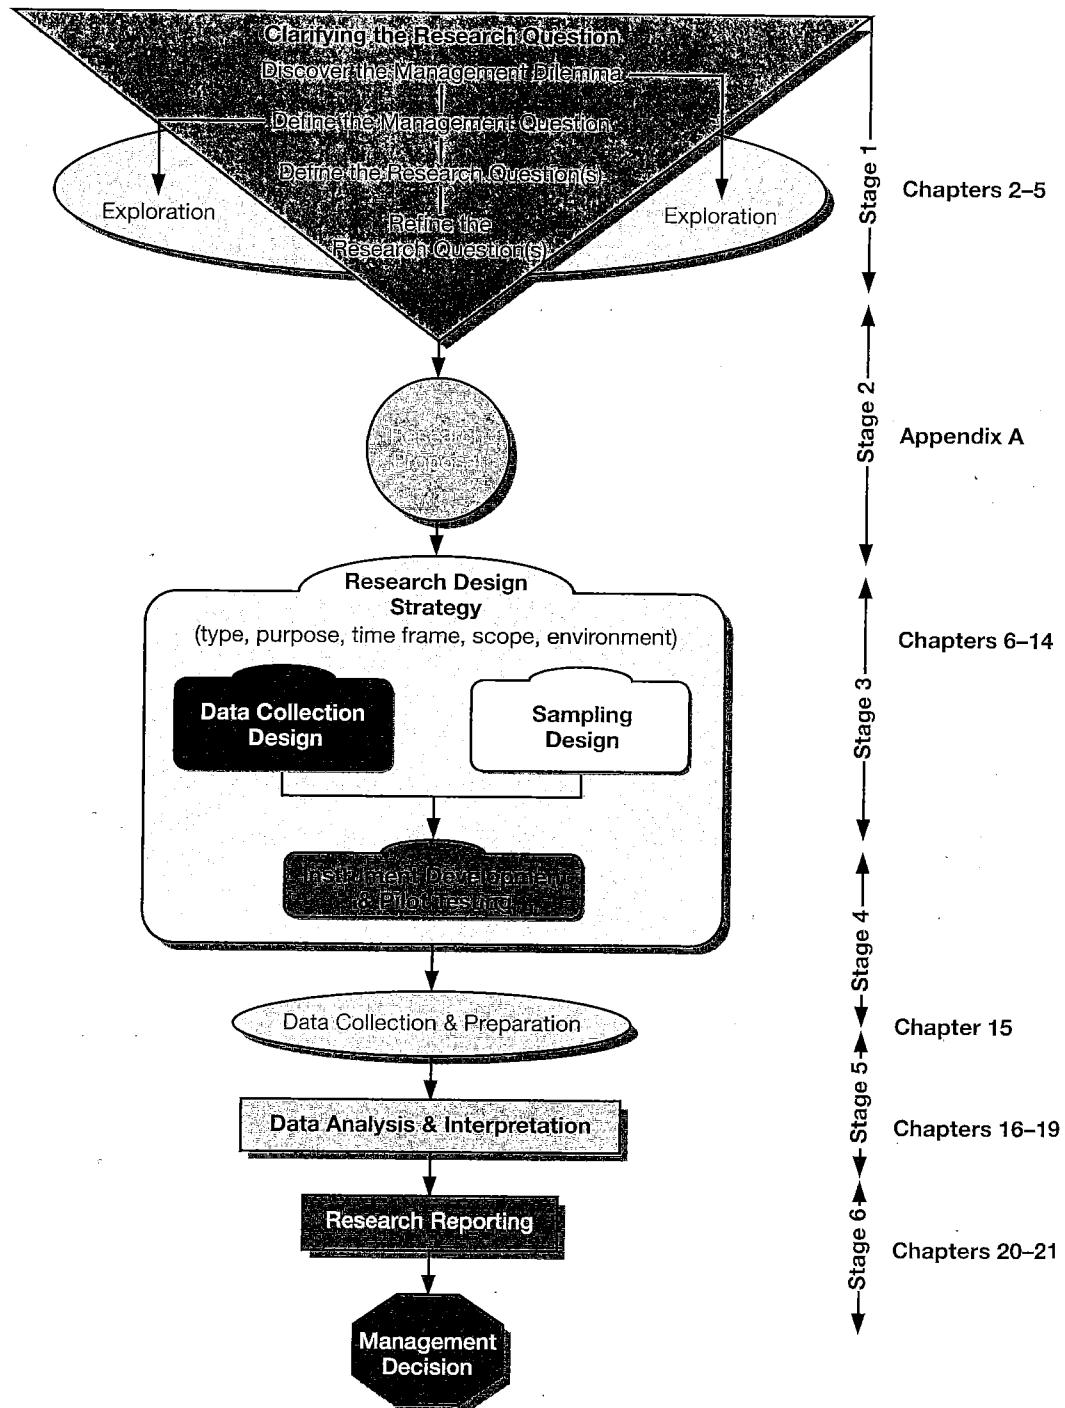 Clarifying the Research Question
Discover the Management Dilemma
Define the Management Question
Define the Research Question(s)
Exploration
Exploration
Refine the
Research Question(s)
Stage 1
Chapters 2–5
Research
Proposal
Stage 2
Appendix A
Research Design
Strategy
(type, purpose, time frame, scope, environment)
Data Collection
Design
Sampling
Design
Stage 3
Chapters 6–14
Instrument Development
& Pilot Testing
Stage 4
Data Collection & Preparation
Chapter 15
Data Analysis & Interpretation
Stage 5
Chapters 16–19
Research Reporting
Stage 6
Chapters 20–21
Management
Decision